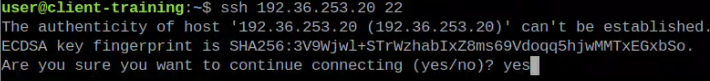 user@client-training:~$ ssh 192.36.253.20 22
The authenticity of host '192.36.253.20 (192.36.253.20)' can't be established.
ECDSA key fingerprint is SHA256:3V9Wjwl+STrWzhabIxZ8ms69Vdoqq5hjwMMTxEGxbSo.
Are you sure you want to continue connecting (yes/no)? yes